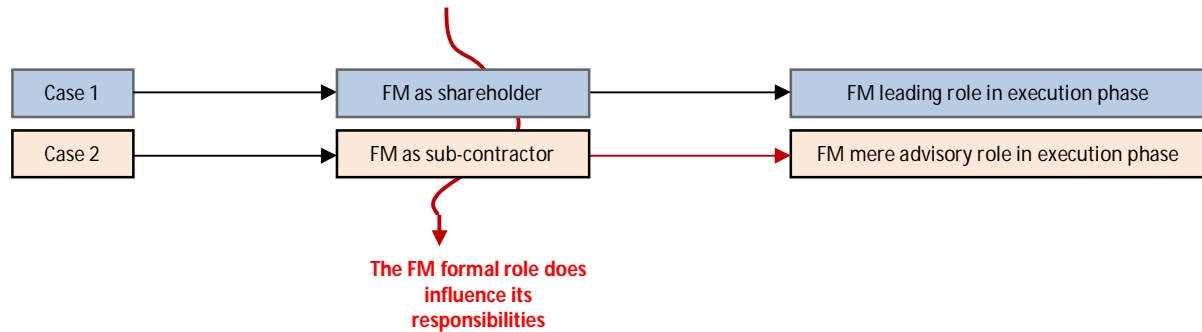 Case 1
FM as shareholder
FM leading role in execution phase
Case 2
FM as sub-contractor
FM mere advisory role in execution phase
The FM formal role does
influence its
responsibilities